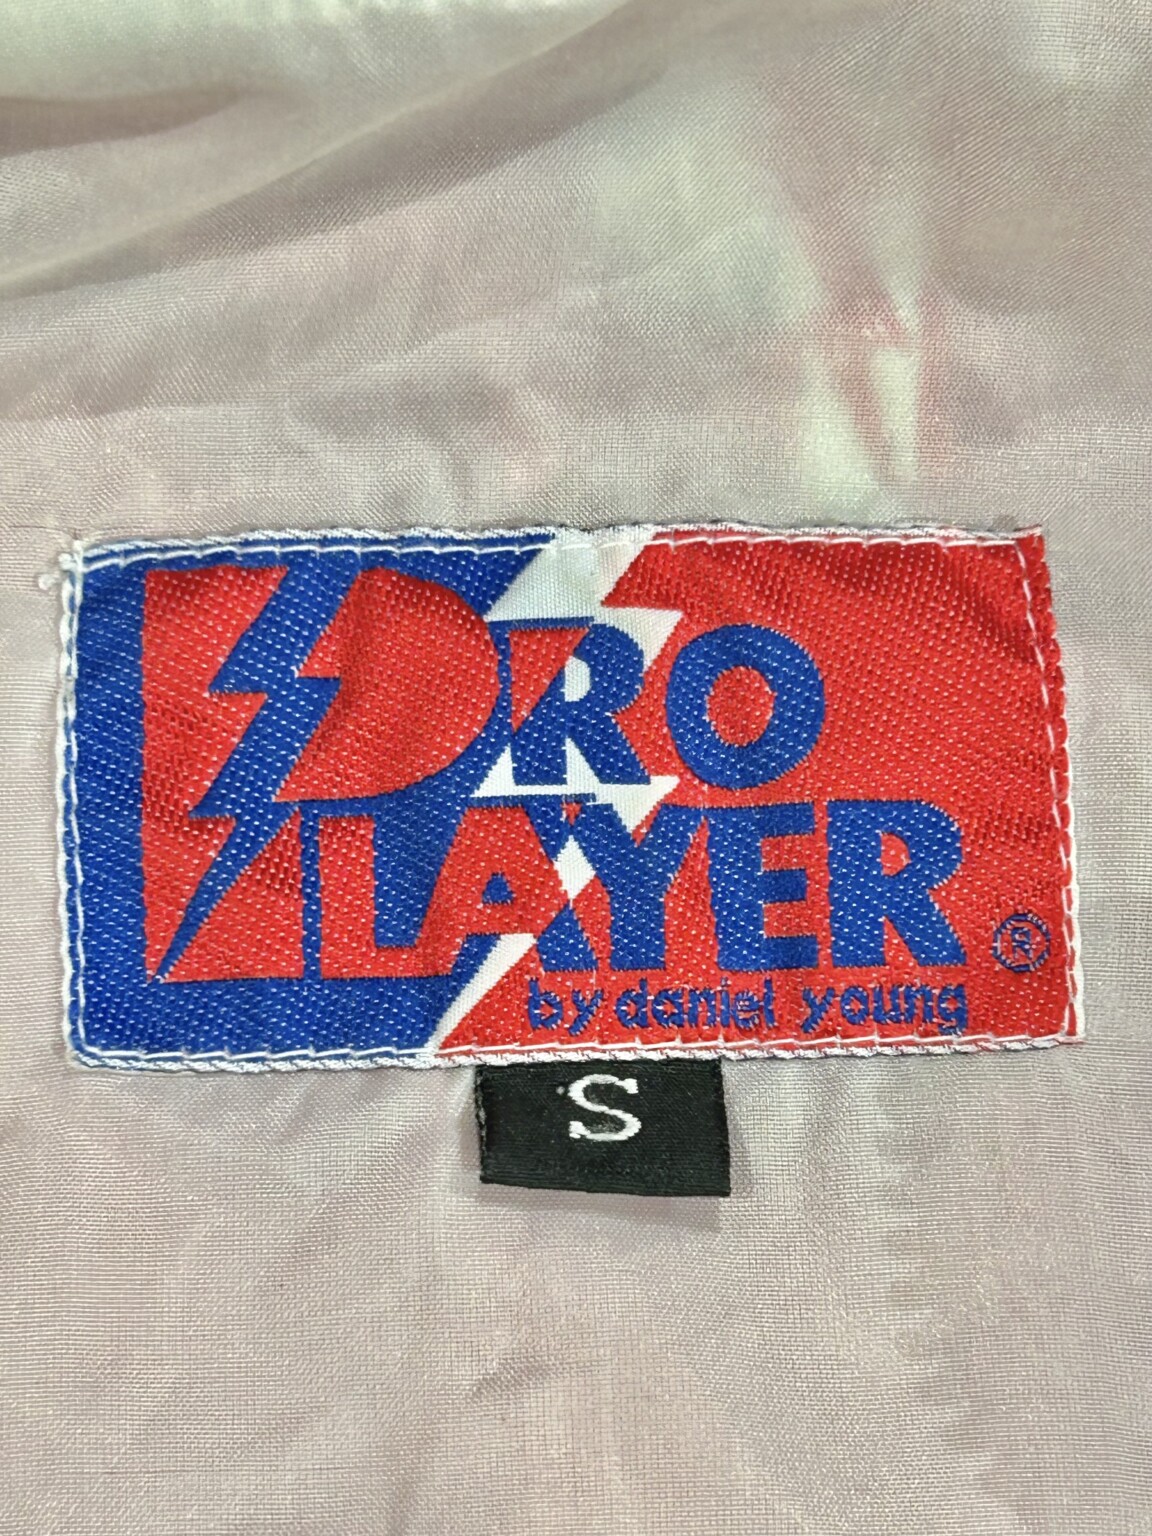 PRO
PLAYER
®
by daniel young
S